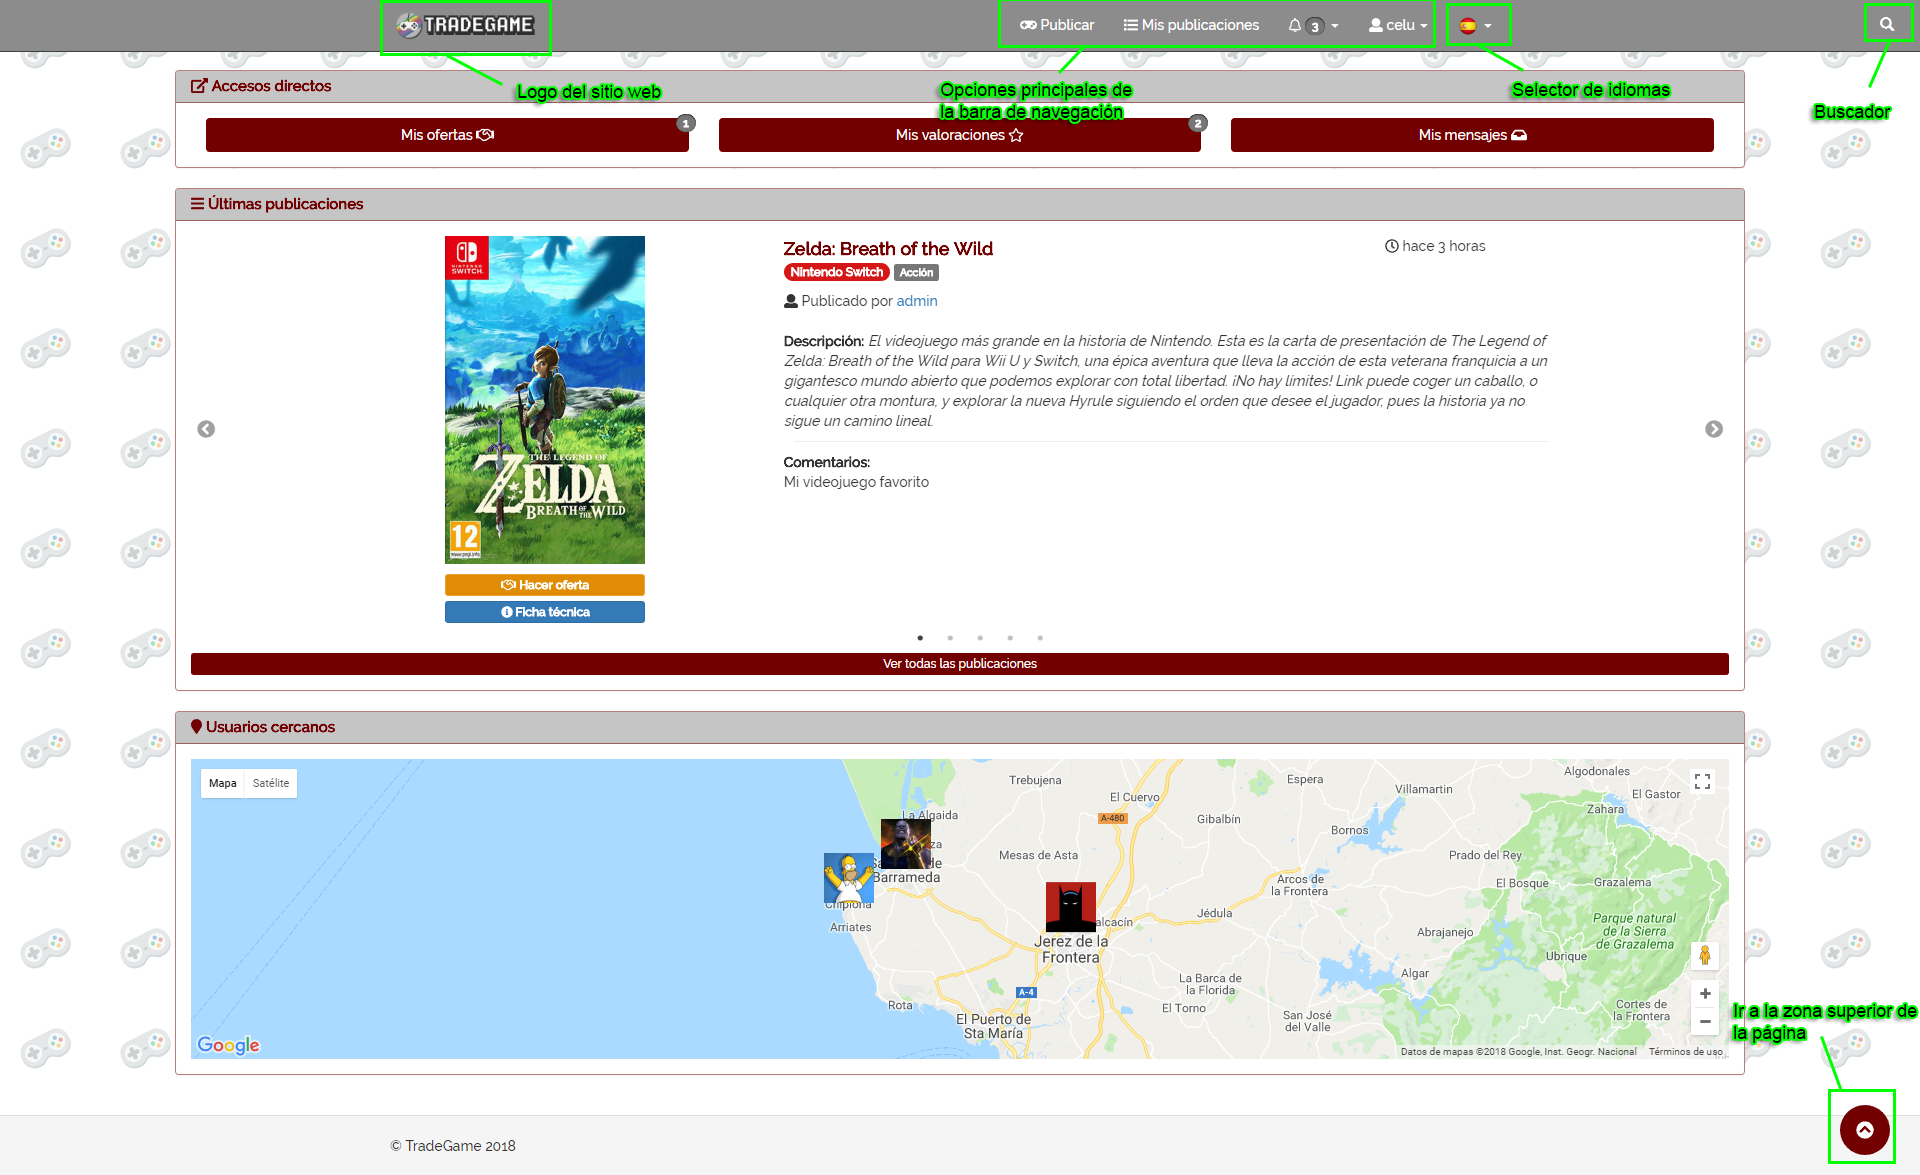 TRADEGAME
Publicar
Mis publicaciones
3
celu
Logo del sitio web
Opciones principales de
la barra de navegación
Selector de idiomas
Buscador
Accesos directos
Mis ofertas
1
Mis valoraciones
2
Mis mensajes
Últimas publicaciones
NINTENDO
SWITCH
THE LEGEND OF
ZELDA
BREATH OF THE WILD
12
www.pegi.info
Zelda: Breath of the Wild
hace 3 horas
Nintendo Switch Acción
Publicado por admin
Descripción: El videojuego más grande en la historia de Nintendo. Esta es la carta de presentación de The Legend of
Zelda: Breath of the Wild para Wii U y Switch, una épica aventura que lleva la acción de esta veterana franquicia a un
gigantesco mundo abierto que podemos explorar con total libertad. ¡No hay límites! Link puede coger un caballo, o
cualquier otra montura, y explorar la nueva Hyrule siguiendo el orden que desee el jugador, pues la historia ya no
sigue un camino lineal.
Comentarios:
Mi videojuego favorito
Hacer oferta
Ficha técnica
Ver todas las publicaciones
Usuarios cercanos
Mapa
Satélite
Trebujena
Espera
Algodonales
Villamartin
El Gastor
El Cuervo
Zahara
La Algaida
A-480
Gibalbín
Bornos
Mesas de Asta
Prado del Rey
de
Barrameda
Arcos de
la Frontera
El Bosque
Grazalema
Chipiona
Jédula
Arriates
alcacín
Parque natural
de la Sierra
de Grazalema
Abrajanejo
Jerez de la
Frontera
Ubrique
Algar
La Barca de
la Florida
A-4
Rota
El Torno
Cortes de
la Frontera
El Puerto de
Sta María
San José
del Valle
Google
Datos de mapas ©2018 Google, Inst. Geogr. Nacional
Términos de uso
Ir a la zona superior de
la página
© TradeGame 2018